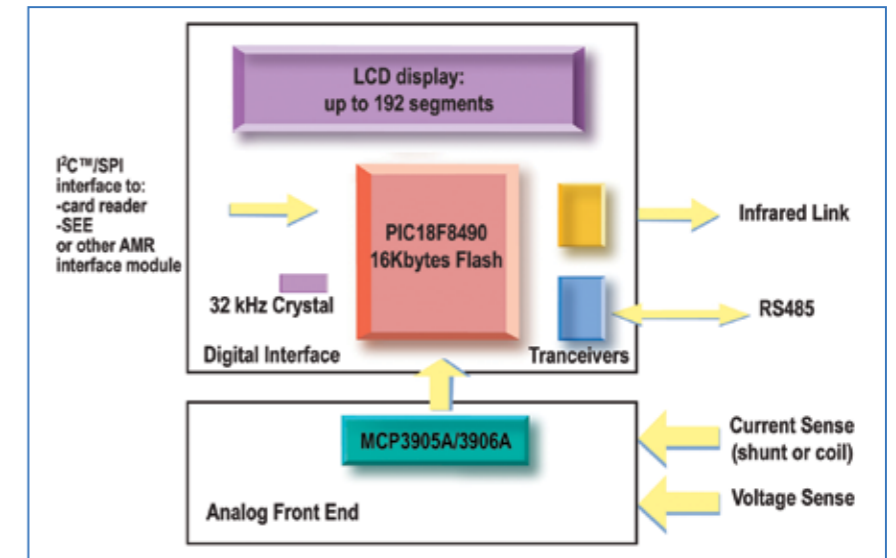 LCD display:
up to 192 segments
I²C™/SPI
interface to:
-card reader
-SEE
or other AMR
interface module
PIC18F8490
16Kbytes Flash
Infrared Link
32 kHz Crystal
RS485
Digital Interface
Tranceivers
MCP3905A/3906A
Current Sense
(shunt or coil)
Voltage Sense
Analog Front End